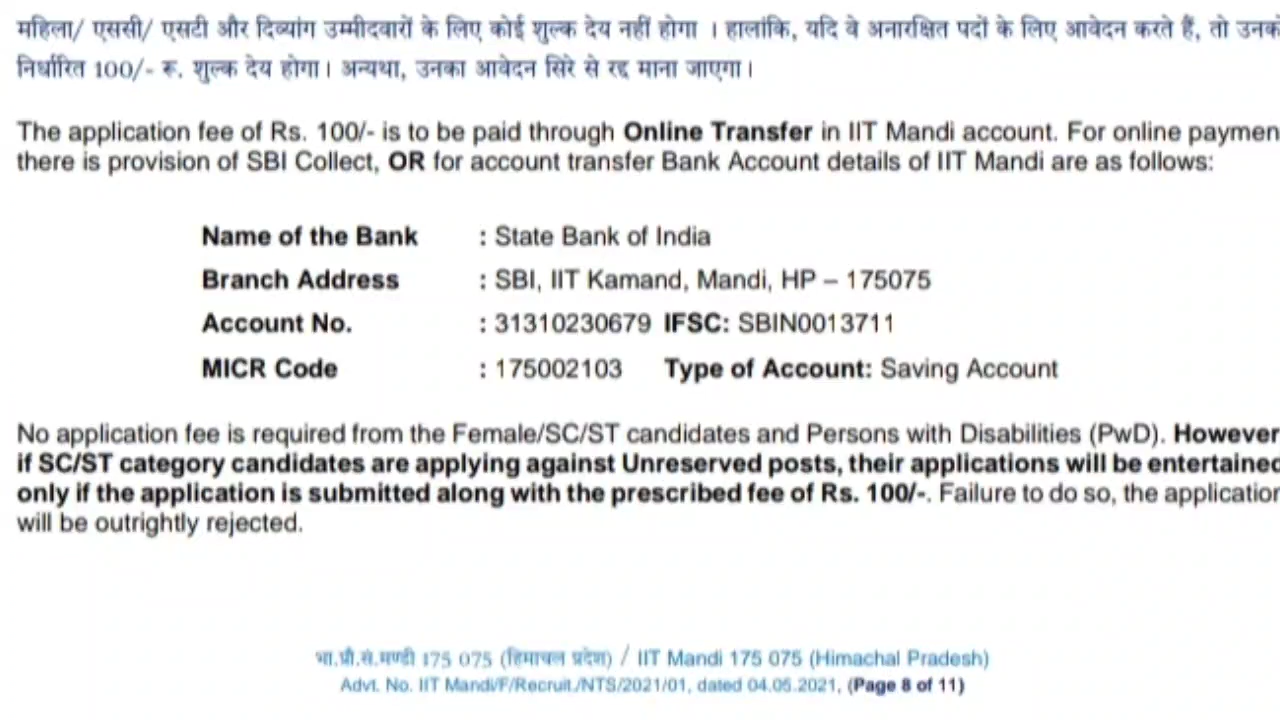 महिला/ एससी/ एसटी और दिव्यांग उम्मीदवारों के लिए कोई शुल्क देय नहीं होगा । हालांकि, यदि वे अनारक्षित पदों के लिए आवेदन करते हैं, तो उनक
निर्धारित 100/- रु. शुल्क देय होगा। अन्यथा, उनका आवेदन सिरे से रद्द माना जाएगा।
The application fee of Rs. 100/- is to be paid through Online Transfer in IIT Mandi account. For online paymen
there is provision of SBI Collect, OR for account transfer Bank Account details of IIT Mandi are as follows:
Name of the Bank : State Bank of India
Branch Address : SBI, IIT Kamand, Mandi, HP – 175075
Account No. : 31310230679 IFSC: SBIN0013711
MICR Code : 175002103 Type of Account: Saving Account
No application fee is required from the Female/SC/ST candidates and Persons with Disabilities (PwD). However
if SC/ST category candidates are applying against Unreserved posts, their applications will be entertained
only if the application is submitted along with the prescribed fee of Rs. 100/-. Failure to do so, the application
will be outrightly rejected.
भा.प्रौ.सं.मण्डी 175 075 (हिमाचल प्रदेश) / IIT Mandi 175 075 (Himachal Pradesh)
Advt. No. IIT Mandi/F/Recruit./NTS/2021/01, dated 04.05.2021, (Page 8 of 11)